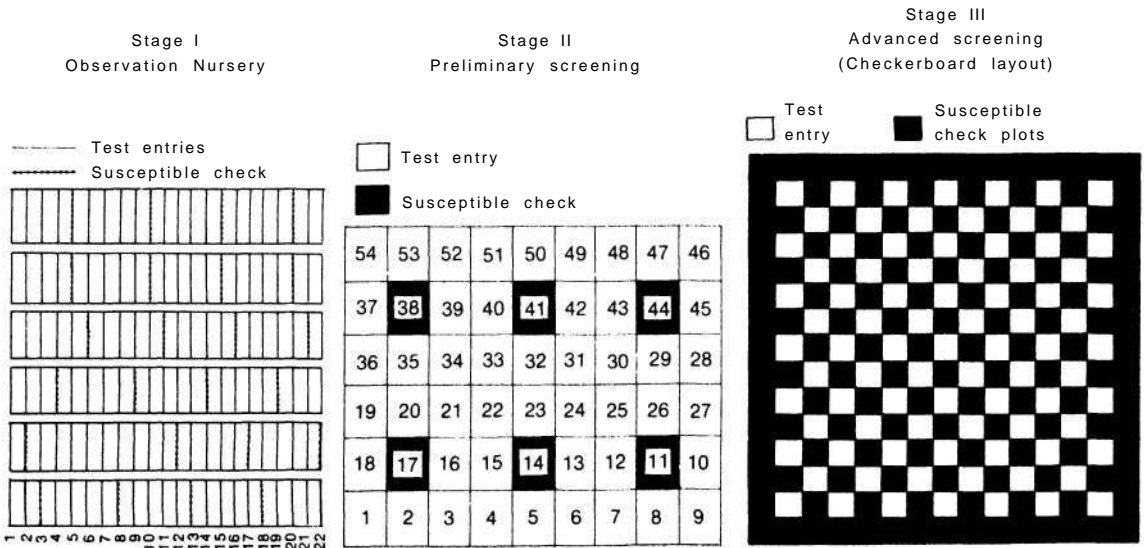 Stage I
Observation Nursery
Test entries
Susceptible check
1 2 3 4 5 6 7 8 9 10 11 12 13 14 15 16 17 18 19 20 21 22
Stage II
Preliminary screening
Test entry
Susceptible check
54 53 52 51 50 49 48 47 46
37 38 39 40 41 42 43 44 45
36 35 34 33 32 31 30 29 28
19 20 21 22 23 24 25 26 27
18 17 16 15 14 13 12 11 10
1 2 3 4 5 6 7 8 9
Stage III
Advanced screening
(Checkerboard layout)
Test
entry
Susceptible
check plots